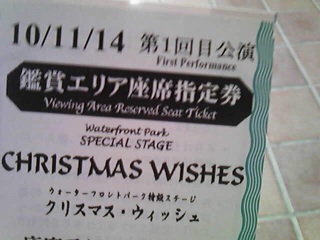 10/11/14 第1回目公演
First Performance
鑑賞エリア座席指定券
Viewing Area Reserved Seat Ticket
Waterfront Park
SPECIAL STAGE
CHRISTMAS WISHES
ウォーターフロントパーク特設ステージ
クリスマス・ウィッシュ